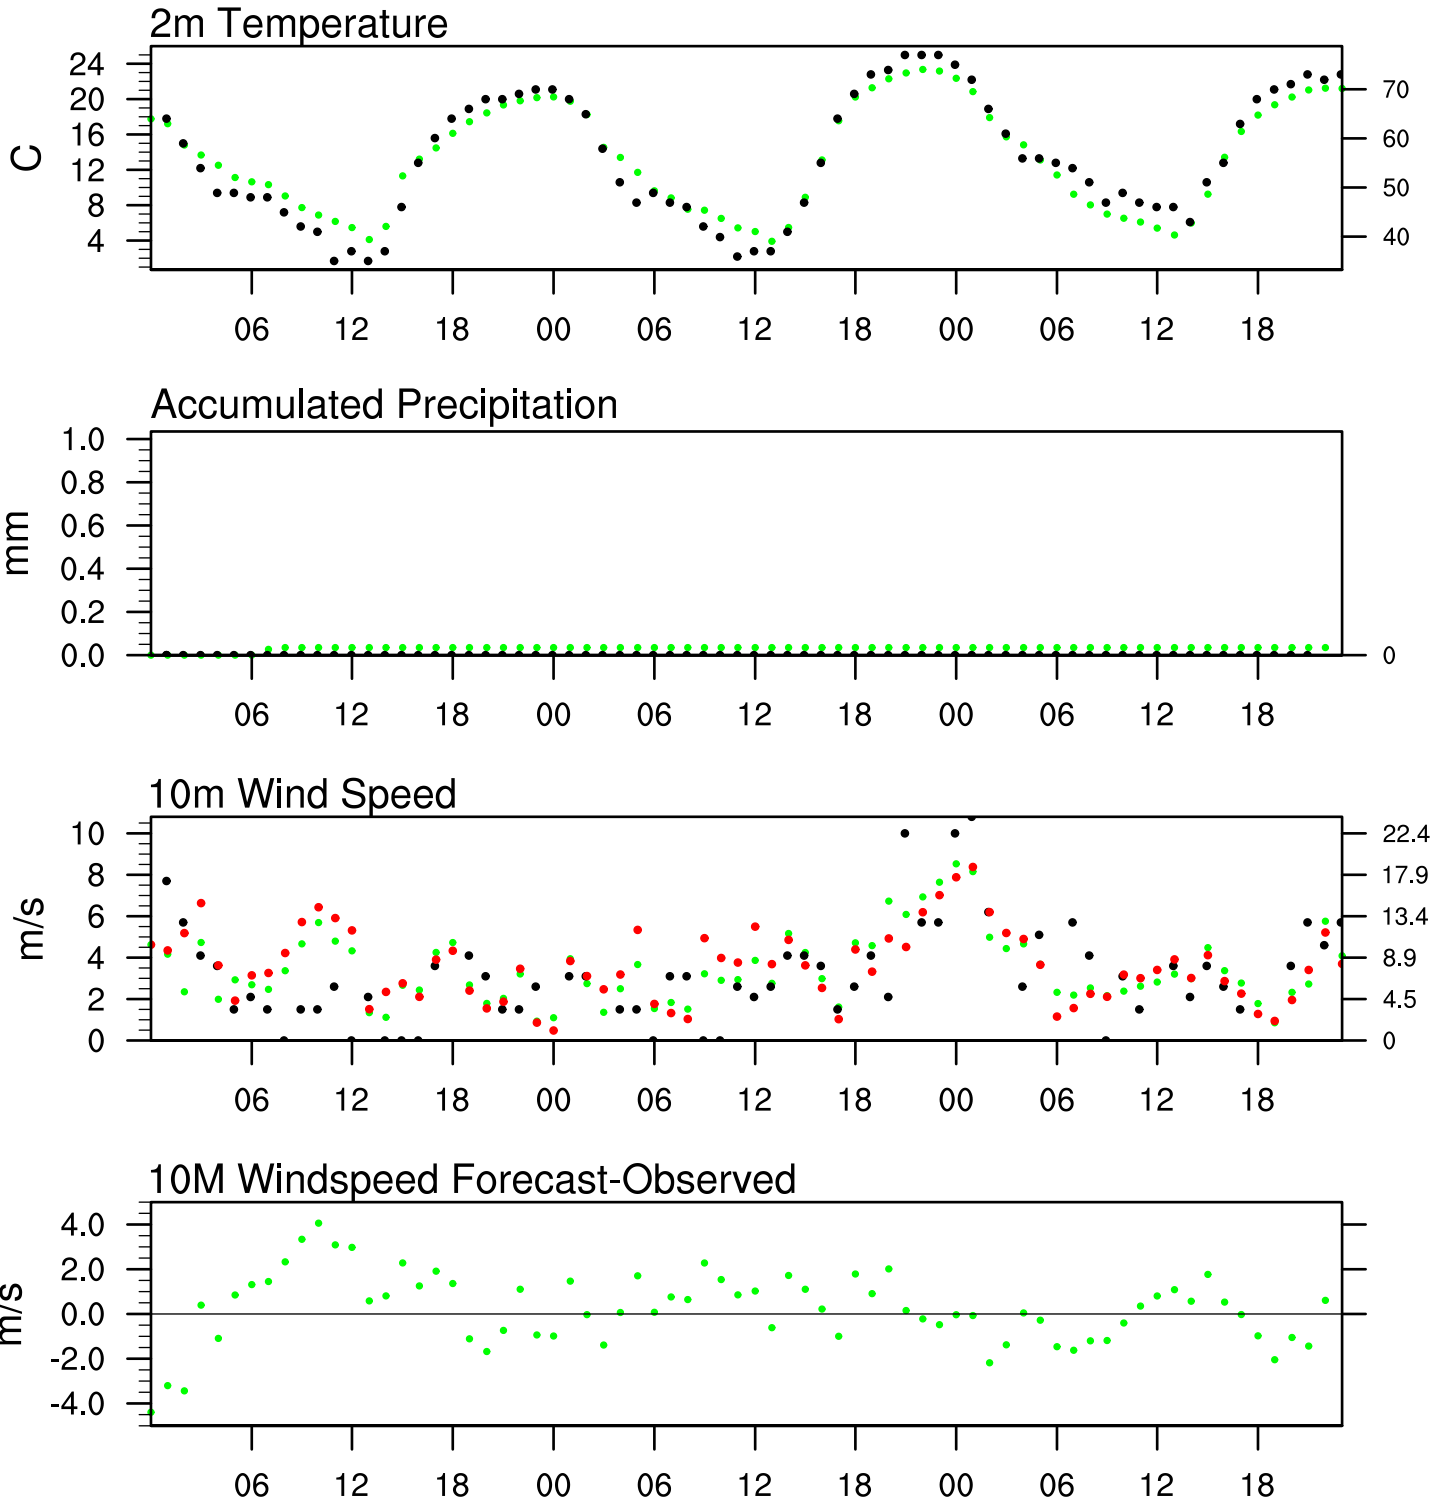 2m Temperature
24
20
16
12
8
4
C
70
60
50
40
06 12 18 00 06 12 18 00 06 12 18
Accumulated Precipitation
1.0
0.8
0.6
0.4
0.2
0.0
mm
0
06 12 18 00 06 12 18 00 06 12 18
10m Wind Speed
10
8
6
4
2
0
m/s
22.4
17.9
13.4
8.9
4.5
0
06 12 18 00 06 12 18 00 06 12 18
10M Windspeed Forecast-Observed
4.0
2.0
0.0
-2.0
-4.0
m/s
06 12 18 00 06 12 18 00 06 12 18